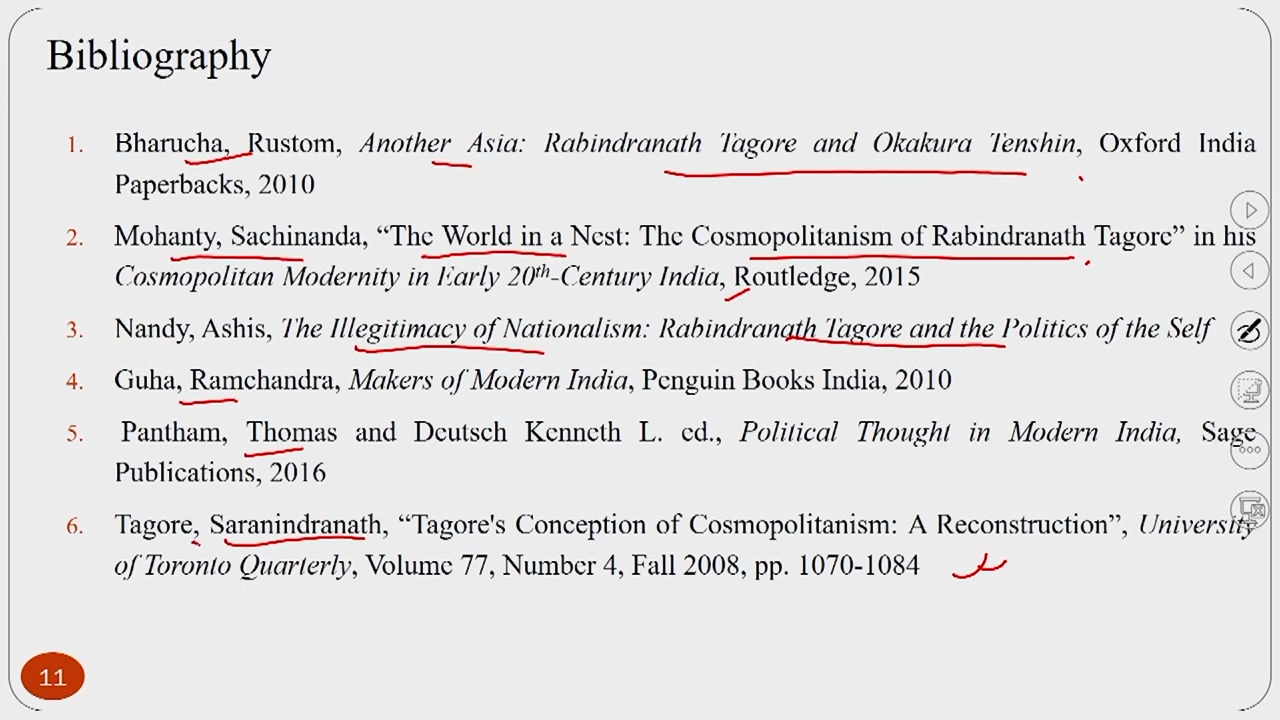 Bibliography
1. Bharucha, Rustom, Another Asia: Rabindranath Tagore and Okakura Tenshin, Oxford India
Paperbacks, 2010
2. Mohanty, Sachinanda, “The World in a Nest: The Cosmopolitanism of Rabindranath Tagore” in his
Cosmopolitan Modernity in Early 20th-Century India, Routledge, 2015
3. Nandy, Ashis, The Illegitimacy of Nationalism: Rabindranath Tagore and the Politics of the Self
4. Guha, Ramchandra, Makers of Modern India, Penguin Books India, 2010
5. Pantham, Thomas and Deutsch Kenneth L. ed., Political Thought in Modern India, Sage
Publications, 2016
6. Tagore, Saranindranath, “Tagore's Conception of Cosmopolitanism: A Reconstruction”, University
of Toronto Quarterly, Volume 77, Number 4, Fall 2008, pp. 1070-1084
11